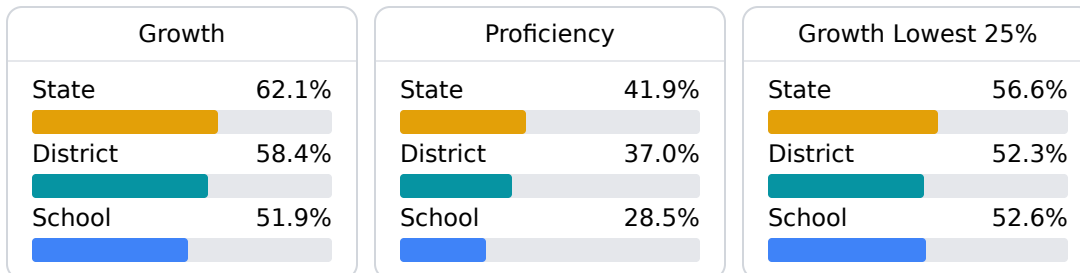 Growth
State 62.1%
District 58.4%
School 51.9%
Proficiency
State 41.9%
District 37.0%
School 28.5%
Growth Lowest 25%
State 56.6%
District 52.3%
School 52.6%